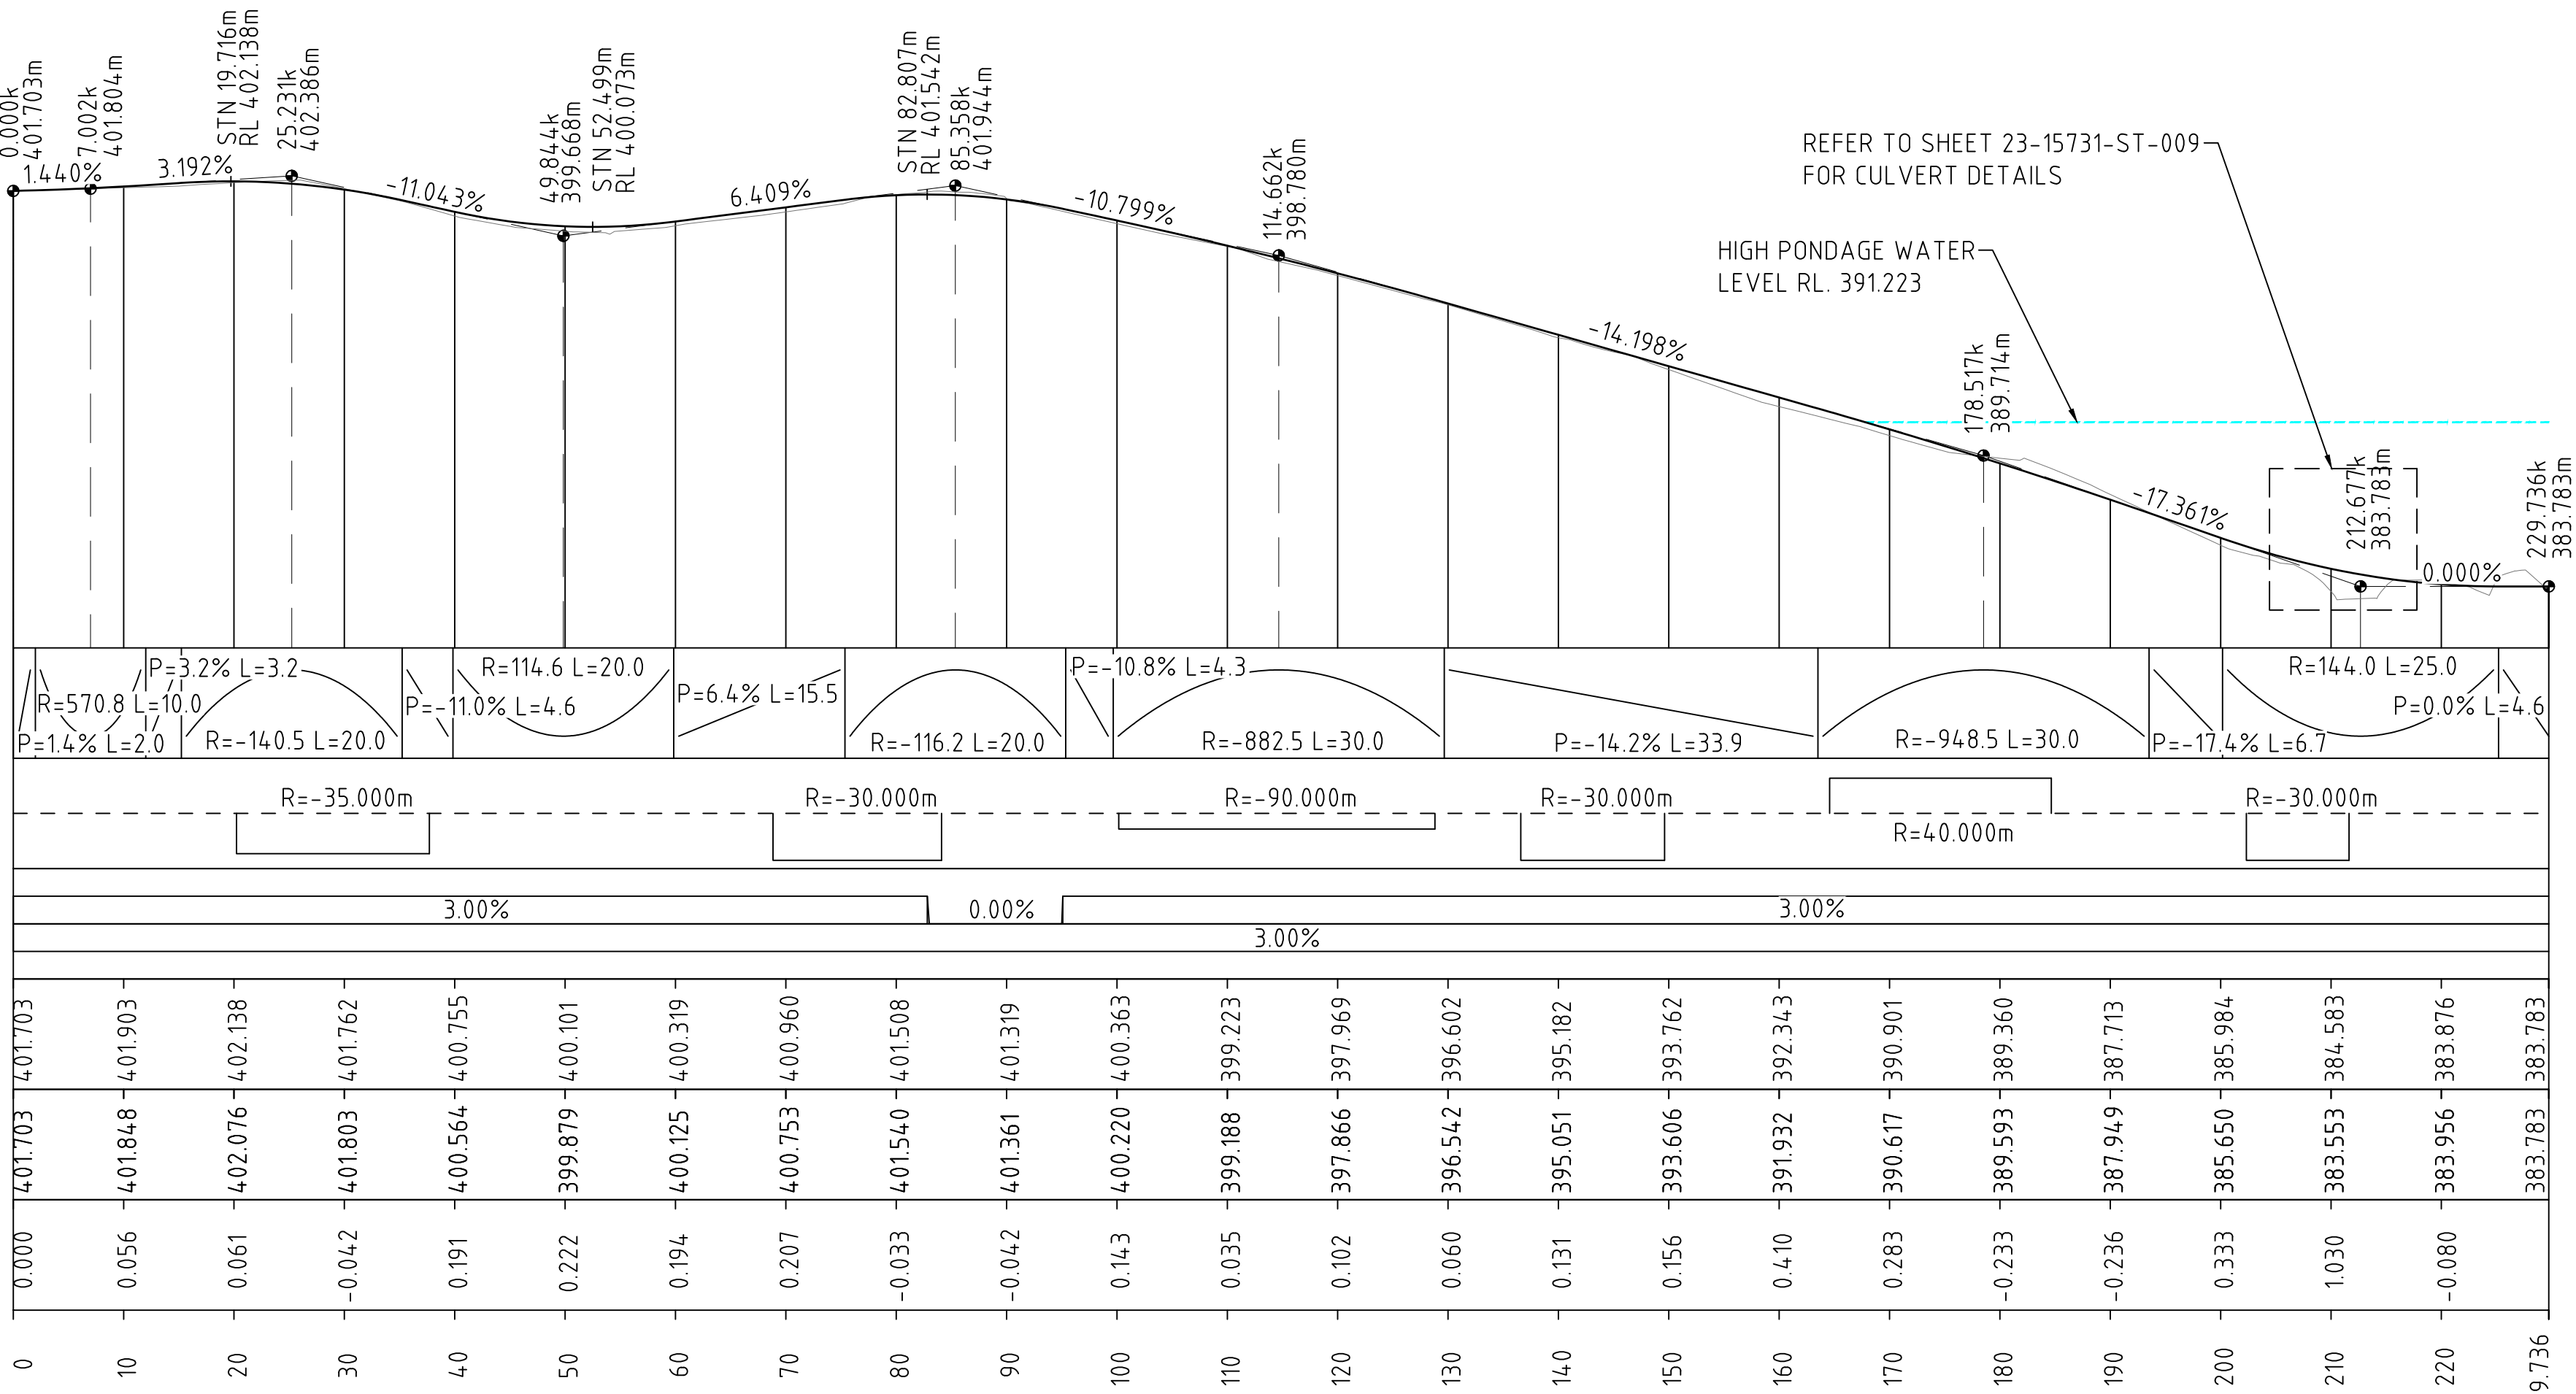 0.000k
401.703m
7.002k
401.804m
STN 19.716m
RL 402.138m
25.231k
402.386m
49.844k
399.668m
STN 52.499m
RL 400.073m
STN 82.807m
RL 401.542m
85.358k
401.944m
114.662k
398.780m
178.517k
389.714m
212.677k
383.783m
229.736k
383.783m
1.440%
3.192%
-11.043%
6.409%
-10.799%
-14.198%
-17.361%
0.000%
REFER TO SHEET 23-15731-ST-009
FOR CULVERT DETAILS
HIGH PONDAGE WATER
LEVEL RL. 391.223
P=1.4% L=2.0
R=570.8 L=10.0
P=3.2% L=3.2
R=-140.5 L=20.0
P=-11.0% L=4.6
R=114.6 L=20.0
P=6.4% L=15.5
R=-116.2 L=20.0
P=-10.8% L=4.3
R=-882.5 L=30.0
P=-14.2% L=33.9
R=-948.5 L=30.0
P=-17.4% L=6.7
R=144.0 L=25.0
P=0.0% L=4.6
R=-35.000m
R=-30.000m
R=-90.000m
R=-30.000m
R=40.000m
R=-30.000m
3.00%
0.00%
3.00%
3.00%
401.703 401.903 402.138 401.762 400.755 400.101 400.319 400.960 401.508 401.319 400.363 399.223 397.969 396.602 395.182 393.762 392.343 390.901 389.360 387.713 385.984 384.583 383.876 383.783
401.703 401.848 402.076 401.803 400.564 399.879 400.125 400.753 401.540 401.361 400.220 399.188 397.866 396.542 395.051 393.606 391.932 390.617 389.593 387.949 385.650 383.553 383.956 383.783
0.000 0.056 0.061 -0.042 0.191 0.222 0.194 0.207 -0.033 -0.042 0.143 0.035 0.102 0.060 0.131 0.156 0.410 0.283 -0.233 -0.236 0.333 1.030 -0.080
0 10 20 30 40 50 60 70 80 90 100 110 120 130 140 150 160 170 180 190 200 210 220 9.736